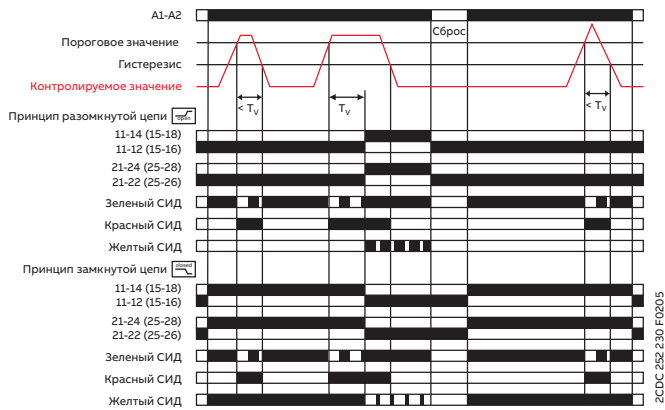 A1-A2
Сброс
Пороговое значение
Гистерезис
Контролируемое значение
< Tv
Tv
< Tv
Принцип разомкнутой цепи open
11-14 (15-18)
11-12 (15-16)
21-24 (25-28)
21-22 (25-26)
Зеленый СИД
Красный СИД
Желтый СИД
Принцип замкнутой цепи closed
11-14 (15-18)
11-12 (15-16)
21-24 (25-28)
21-22 (25-26)
Зеленый СИД
Красный СИД
Желтый СИД
2CDC 252 230 F0205